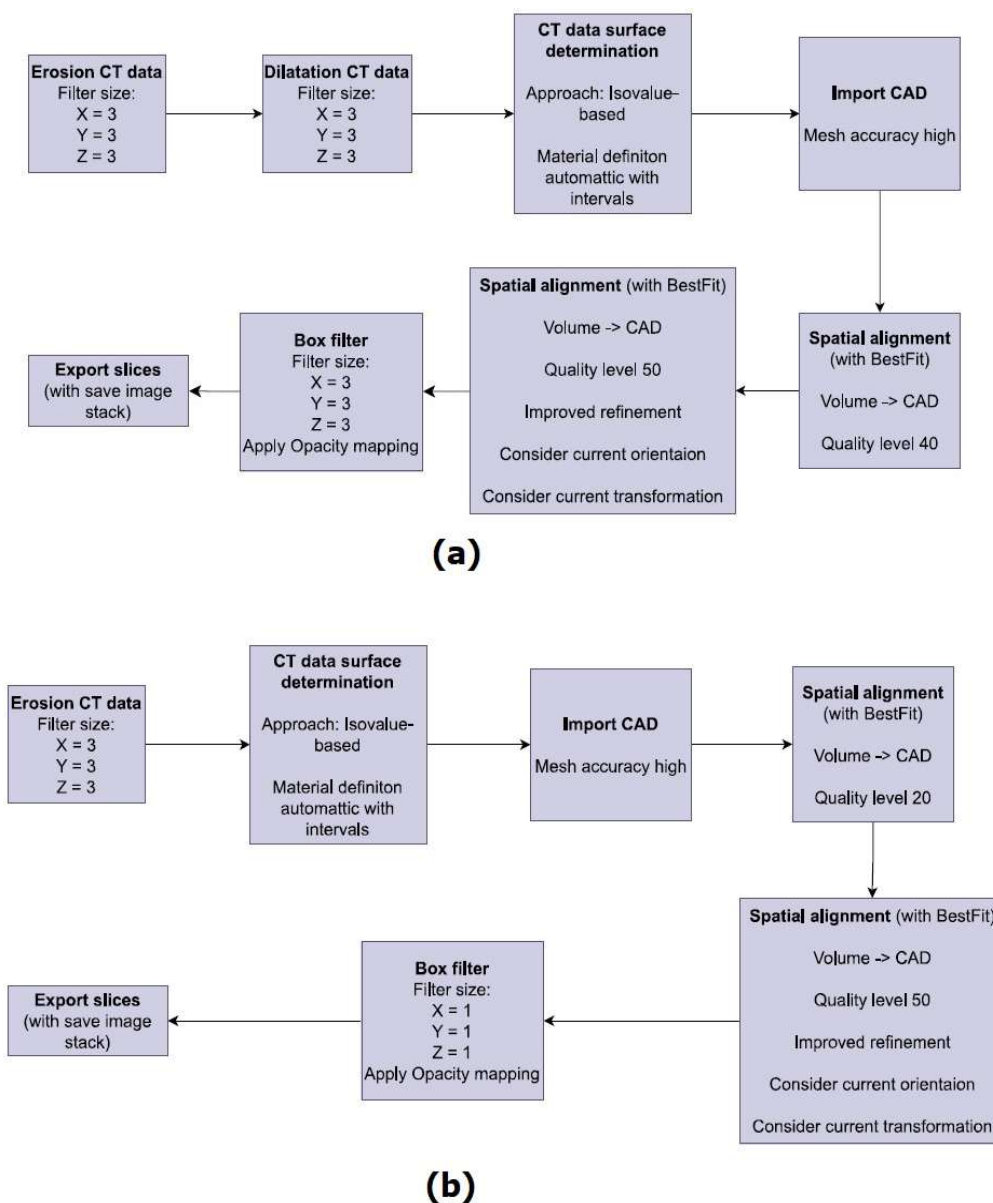 Erosion CT data
Filter size:
X = 3
Y = 3
Z = 3
Dilatation CT data
Filter size:
X = 3
Y = 3
Z = 3
CT data surface
determination
Approach: Isovalue-
based
Material definiton
automattic with
intervals
Import CAD
Mesh accuracy high
Spatial alignment
(with BestFit)
Volume -> CAD
Quality level 40
Spatial alignment (with BestFit)
Volume -> CAD
Quality level 50
Improved refinement
Consider current orientaion
Consider current transformation
Box filter
Filter size:
X = 3
Y = 3
Z = 3
Apply Opacity mapping
Export slices
(with save image
stack)
(a)
Erosion CT data
Filter size:
X = 3
Y = 3
Z = 3
CT data surface
determination
Approach: Isovalue-
based
Material definiton
automattic with
intervals
Import CAD
Mesh accuracy high
Spatial alignment
(with BestFit)
Volume -> CAD
Quality level 20
Spatial alignment (with BestFit)
Volume -> CAD
Quality level 50
Improved refinement
Consider current orientaion
Consider current transformation
Box filter
Filter size:
X = 1
Y = 1
Z = 1
Apply Opacity mapping
Export slices
(with save image
stack)
(b)